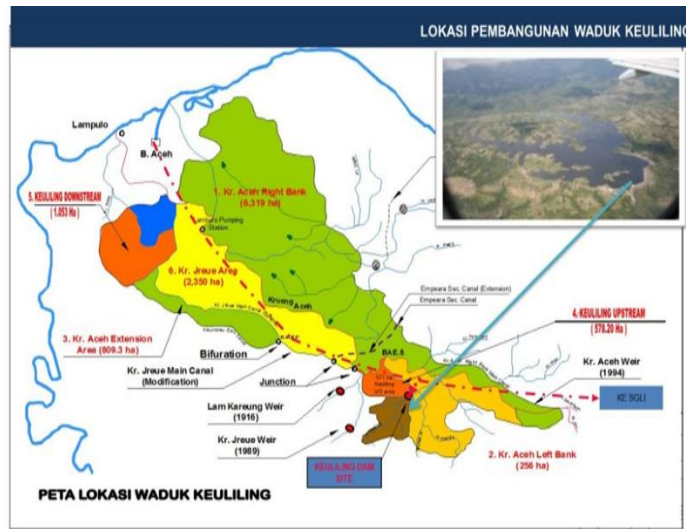 LOKASI PEMBANGUNAN WADUK KEULILING
Lampulo
B. Aceh
1. Kr. Aceh Right Bank
(6,319 ha)
5. KEULILING DOWNSTREAM
(1.053 Ha)
Lambaro Pumping
Station
6. Kr. Jreue Area
(2,350 ha)
Krueng Aceh
Empeara Sec. Canal (Extension)
Empeara Sec. Canal
4. KEULILING UPSTREAM
(578.20 Ha)
3. Kr. Aceh Extension
Area (809.3 ha)
Bifuration
BAE.5
Kr. Jreue Main Canal
(Modification)
Junction
Kr. Aceh Weir
(1994)
Lam Kareung Weir
(1916)
KE SGLI
Kr. Jreue Weir
(1989)
2. Kr. Aceh Left Bank
(256 ha)
KEULILING DAM
SITE
PETA LOKASI WADUK KEULILING